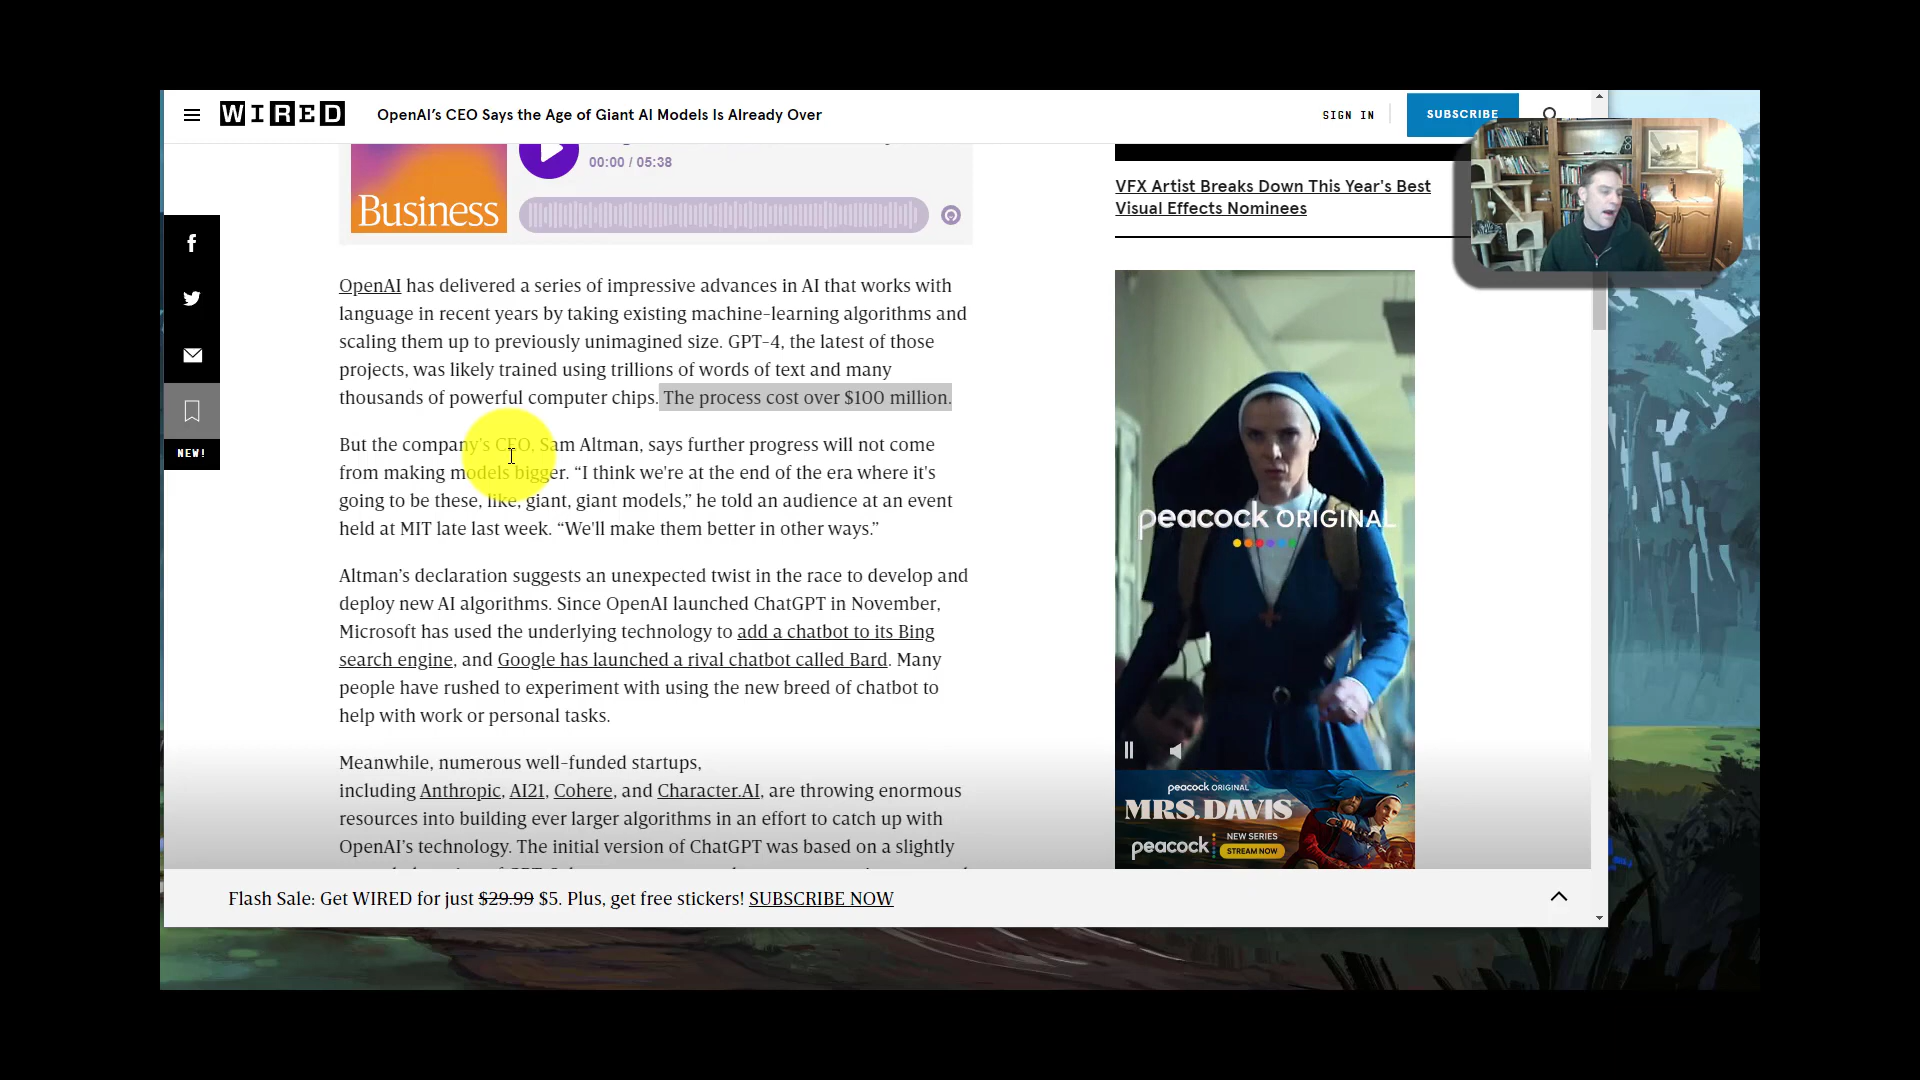 WIRED
OpenAI's CEO Says the Age of Giant AI Models Is Already Over
SIGN IN
SUBSCRIBE
Business
00:00 / 05:38
VFX Artist Breaks Down This Year's Best
Visual Effects Nominees
NEW!
OpenAI has delivered a series of impressive advances in AI that works with
language in recent years by taking existing machine-learning algorithms and
scaling them up to previously unimagined size. GPT-4, the latest of those
projects, was likely trained using trillions of words of text and many
thousands of powerful computer chips. The process cost over $100 million.
But the company's CEO, Sam Altman, says further progress will not come
from making models bigger. “I think we're at the end of the era where it's
going to be these, like, giant, giant models,” he told an audience at an event
held at MIT late last week. “We'll make them better in other ways.”
Altman's declaration suggests an unexpected twist in the race to develop and
deploy new AI algorithms. Since OpenAI launched ChatGPT in November,
Microsoft has used the underlying technology to add a chatbot to its Bing
search engine, and Google has launched a rival chatbot called Bard. Many
people have rushed to experiment with using the new breed of chatbot to
help with work or personal tasks.
Meanwhile, numerous well-funded startups,
including Anthropic, AI21, Cohere, and Character.AI, are throwing enormous
resources into building ever larger algorithms in an effort to catch up with
OpenAI's technology. The initial version of ChatGPT was based on a slightly
peacock ORIGINAL
peacock ORIGINAL
MRS. DAVIS
peacock
NEW SERIES
STREAM NOW
Flash Sale: Get WIRED for just $29.99 $5. Plus, get free stickers! SUBSCRIBE NOW